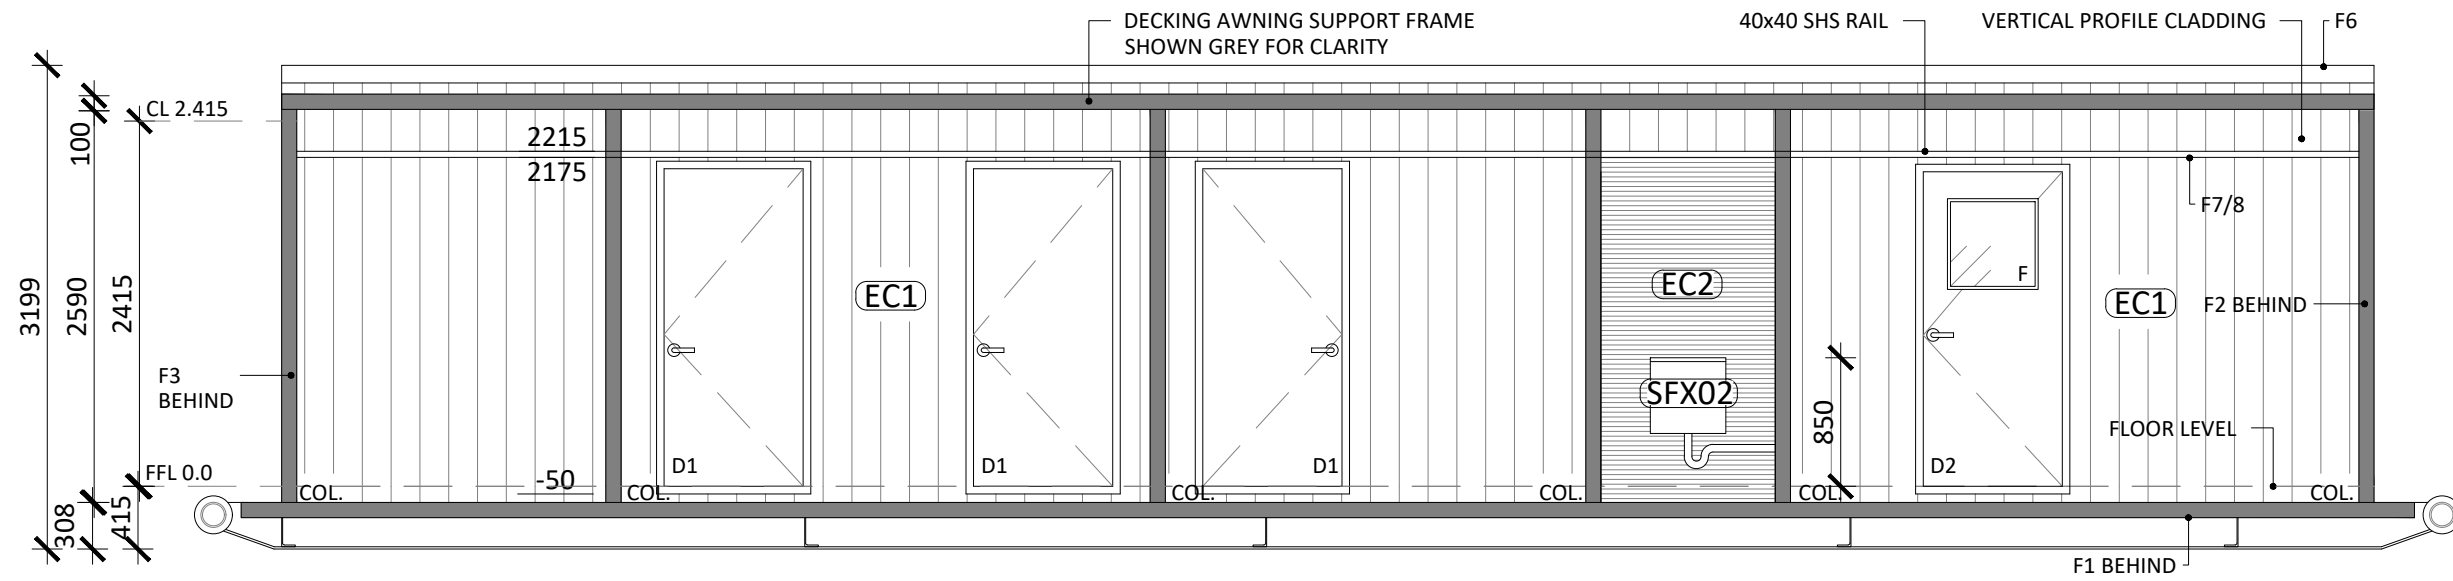 DECKING AWNING SUPPORT FRAME
SHOWN GREY FOR CLARITY
40x40 SHS RAIL
VERTICAL PROFILE CLADDING
F6
CL 2.415
100
2215
2175
F7/8
3199
2590
2415
EC1
EC2
F
EC1
F2 BEHIND
F3
BEHIND
SFX02
850
FLOOR LEVEL
FFL 0.0
-50
D1
D1
D1
D2
COL.
COL.
COL.
COL.
COL.
COL.
308
415
F1 BEHIND